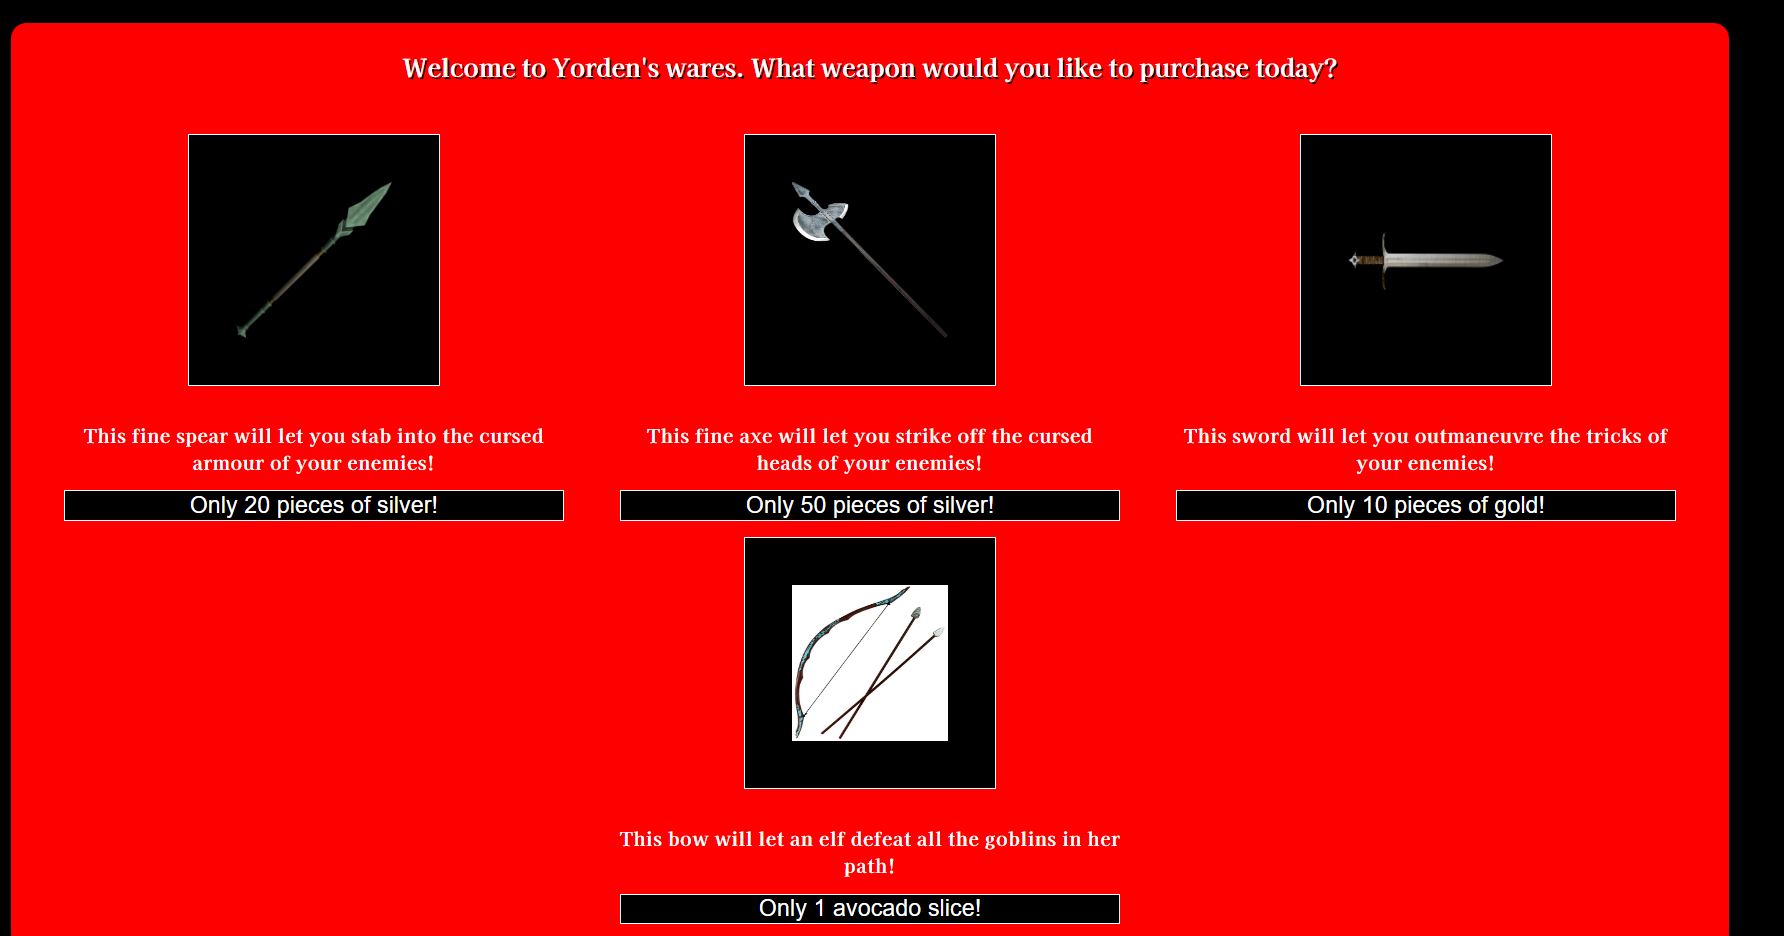 Welcome to Yorden's wares. What weapon would you like to purchase today?
This fine spear will let you stab into the cursed
armour of your enemies!
Only 20 pieces of silver!
This fine axe will let you strike off the cursed
heads of your enemies!
Only 50 pieces of silver!
This sword will let you outmaneuvre the tricks of
your enemies!
Only 10 pieces of gold!
This bow will let an elf defeat all the goblins in her
path!
Only 1 avocado slice!